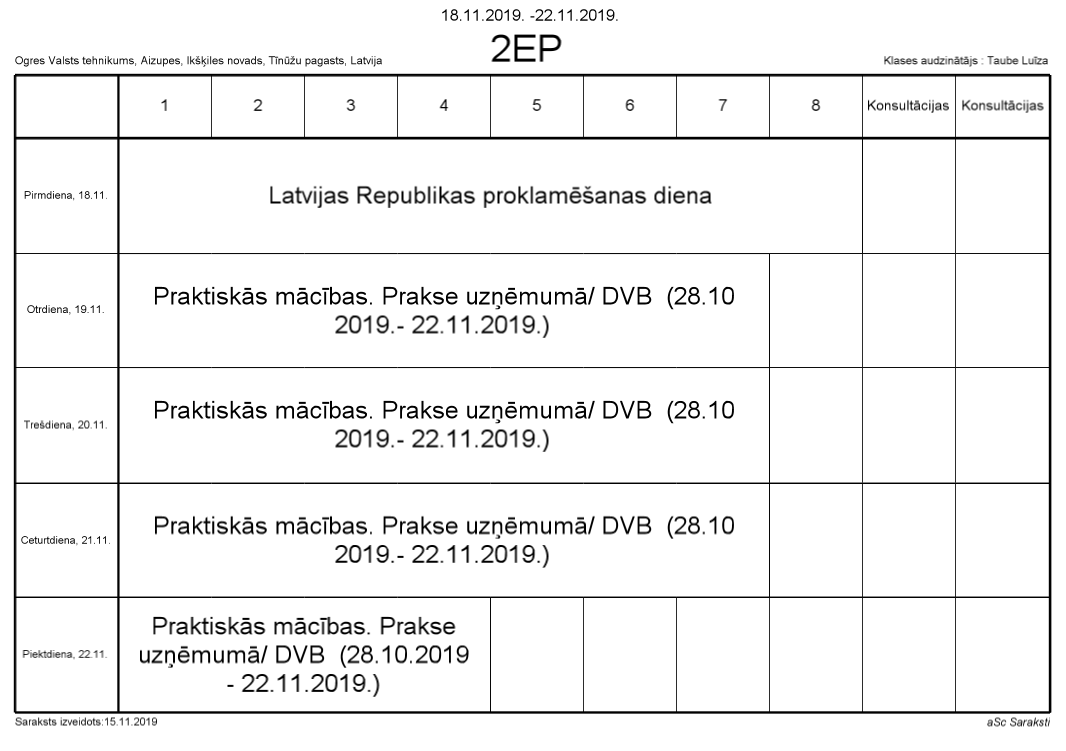 18.11.2019. -22.11.2019.
2EP
Ogres Valsts tehnikums, Aizupes, Ikšķiles novads, Tīnūžu pagasts, Latvija
Klases audzinātājs : Taube Luīza
1 2 3 4 5 6 7 8 Konsultācijas Konsultācijas
Pirmdiena, 18.11.
Latvijas Republikas proklamēšanas diena
Otrdiena, 19.11.
Praktiskās mācības. Prakse uzņēmumā/ DVB (28.10
2019.- 22.11.2019.)
Trešdiena, 20.11.
Praktiskās mācības. Prakse uzņēmumā/ DVB (28.10
2019.- 22.11.2019.)
Ceturtdiena, 21.11.
Praktiskās mācības. Prakse uzņēmumā/ DVB (28.10
2019.- 22.11.2019.)
Piektdiena, 22.11.
Praktiskās mācības. Prakse
uzņēmumā/ DVB (28.10.2019
- 22.11.2019.)
Saraksts izveidots:15.11.2019
aSc Saraksti